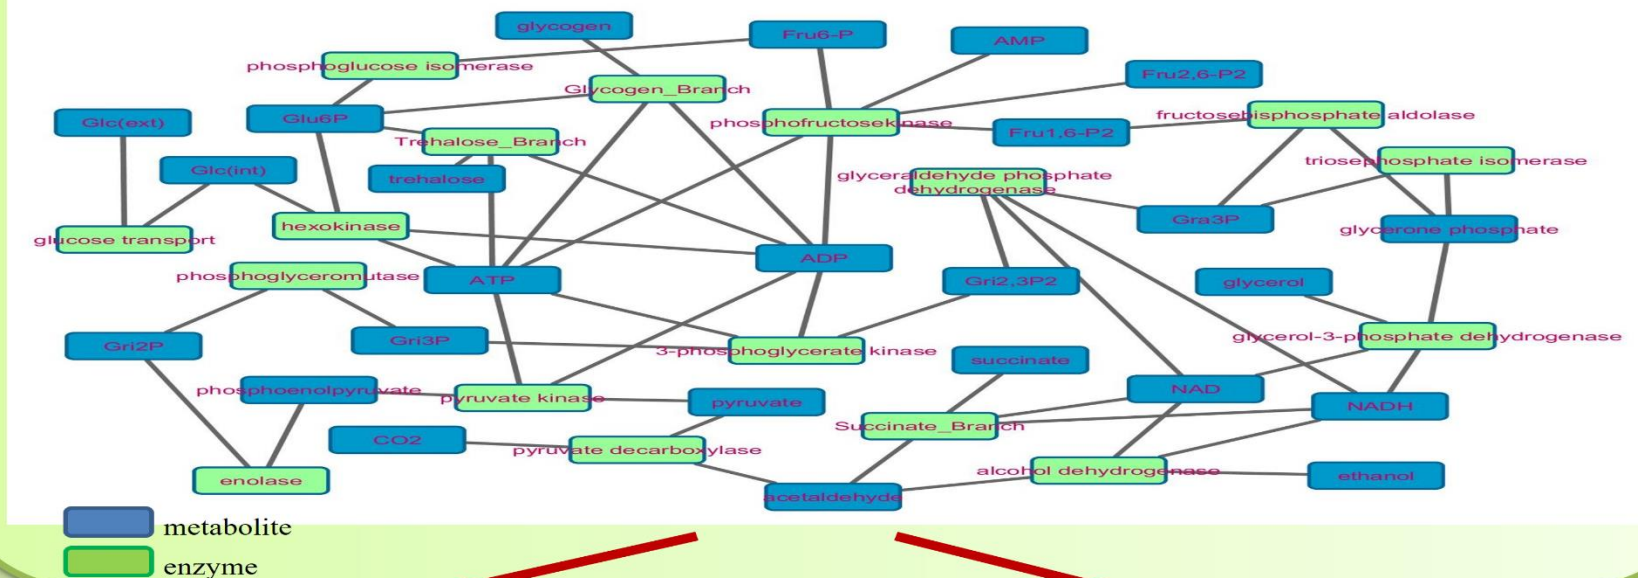 glycogen
Fru6-P
AMP
phosphoglucose isomerase
Fru2,6-P2
Glycogen_Branch
Glc(ext)
Glu6P
phosphofructosekinase
fructosebisphosphate aldolase
Fru1,6-P2
Trehalose_Branch
triosephosphate isomerase
Glc(int)
trehalose
glyceraldehyde phosphate
dehydrogenase
Gra3P
hexokinase
glycerone phosphate
glucose transport
ADP
phosphoglyceromutase
ATP
Gri2,3P2
glycerol
glycerol-3-phosphate dehydrogenase
Gri2P
Gri3P
3-phosphoglycerate kinase
succinate
phosphoenolpyruvate
NAD
pyruvate kinase
pyruvate
NADH
Succinate_Branch
CO2
pyruvate decarboxylase
alcohol dehydrogenase
ethanol
enolase
acetaldehyde
metabolite
enzyme